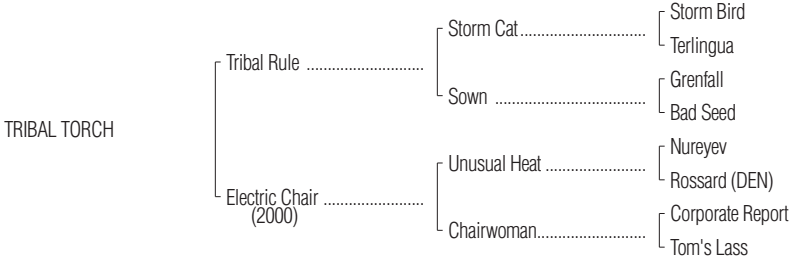 Storm Bird
Storm Cat..............................
Terlingua
Tribal Rule ............................
Grenfall
Sown ....................................
Bad Seed
TRIBAL TORCH
Nureyev
Unusual Heat ........................
Rossard (DEN)
Electric Chair ........................
(2000)
Corporate Report
Chairwoman..........................
Tom's Lass